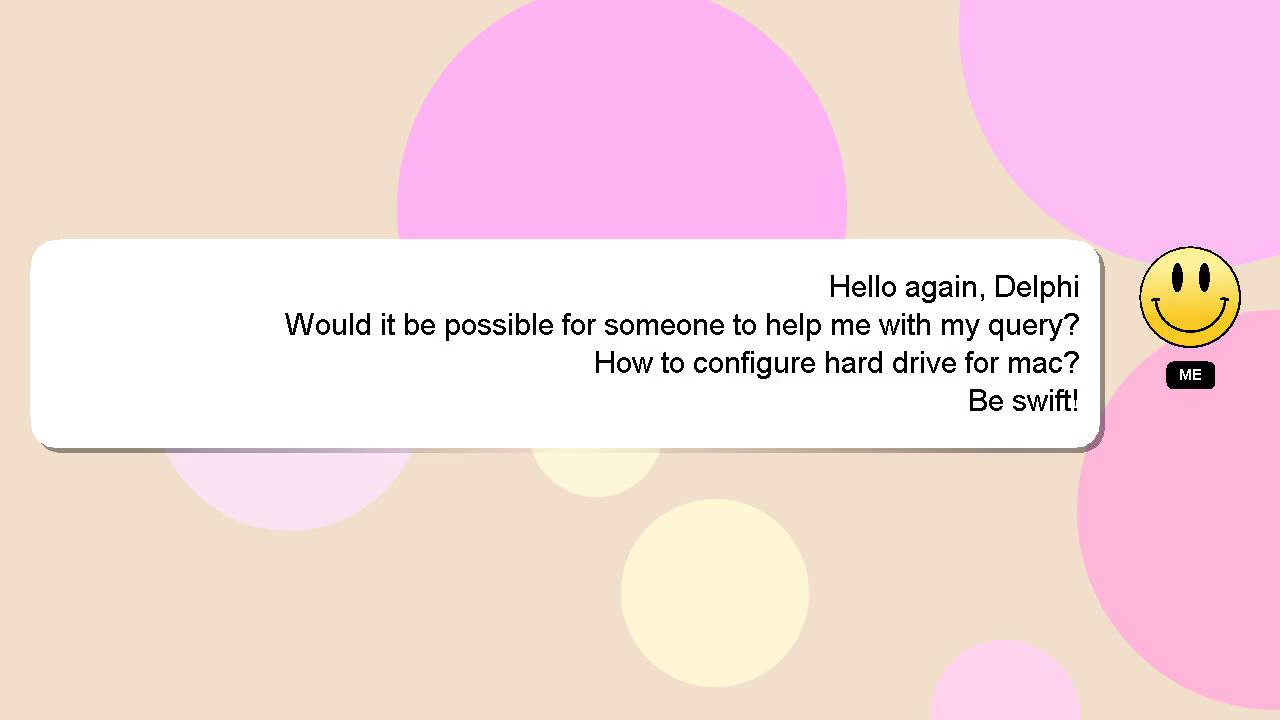 Hello again, Delphi
Would it be possible for someone to help me with my query?
How to configure hard drive for mac?
Be swift!
ME